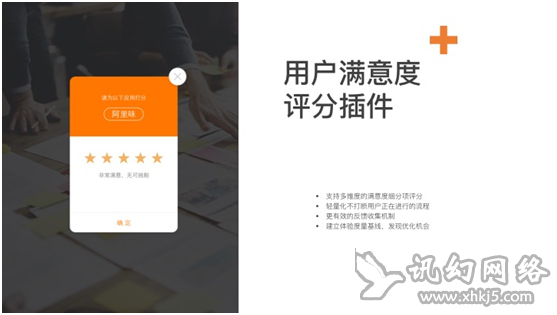 请为以下反馈打分
阿里味
非常满意,无可挑剔
确定
用户满意度
评分插件
支持多维度的满意度细分项评分
轻量化不打断用户正在进行的流程
更有效的反馈收集机制
建立体验度量基线,发现优化机会
讯幻网络
www.xhkj5.com